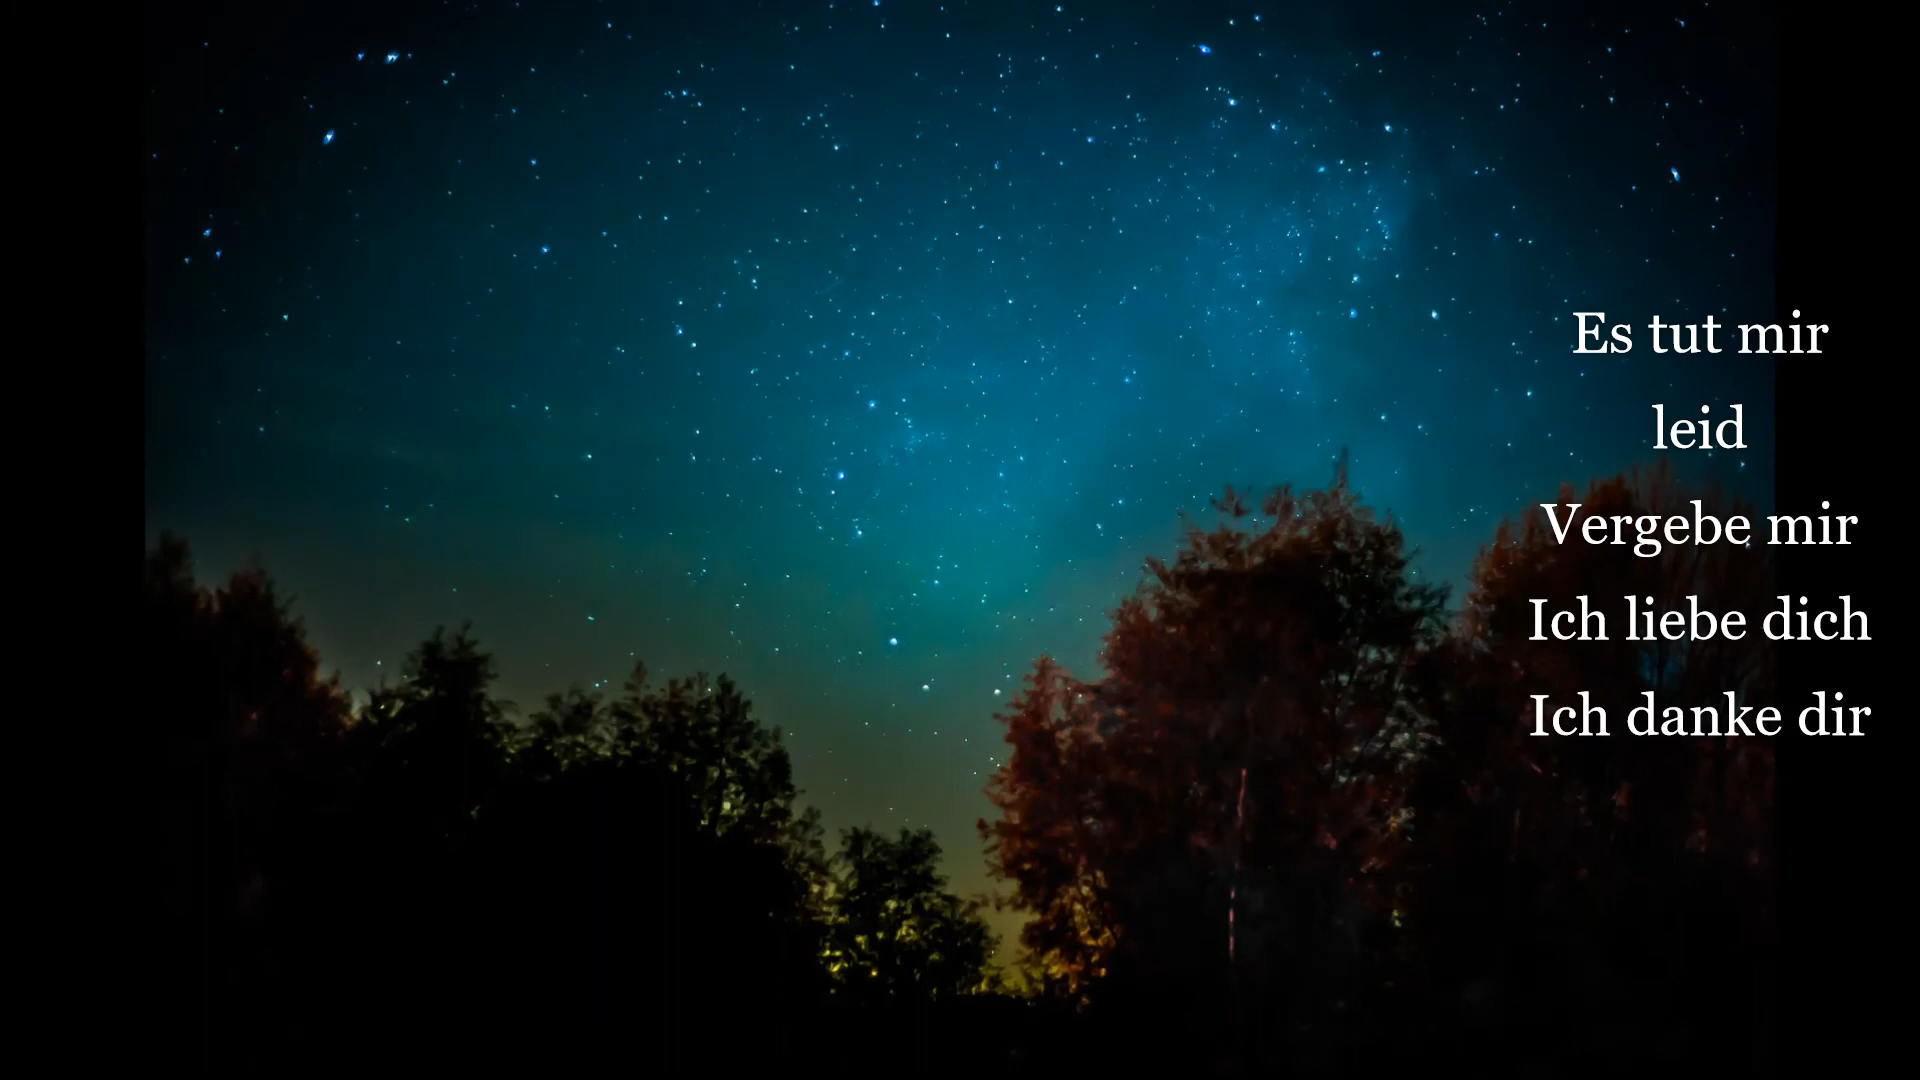 Es tut mir
leid
Vergebe mir
Ich liebe dich
Ich danke dir